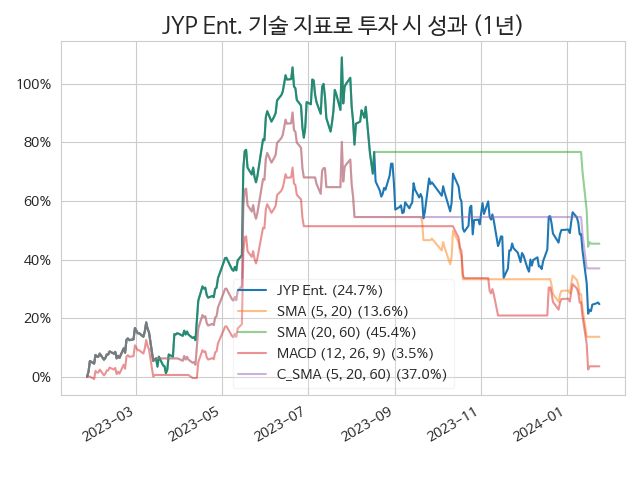 JYP Ent. 기술 지표로 투자 시 성과 (1년)
100%
80%
60%
40%
20%
0%
JYP Ent. (24.7%)
SMA (5, 20) (13.6%)
SMA (20, 60) (45.4%)
MACD (12, 26, 9) (3.5%)
C_SMA (5, 20, 60) (37.0%)
2023-03
2023-05
2023-07
2023-09
2023-11
2024-01